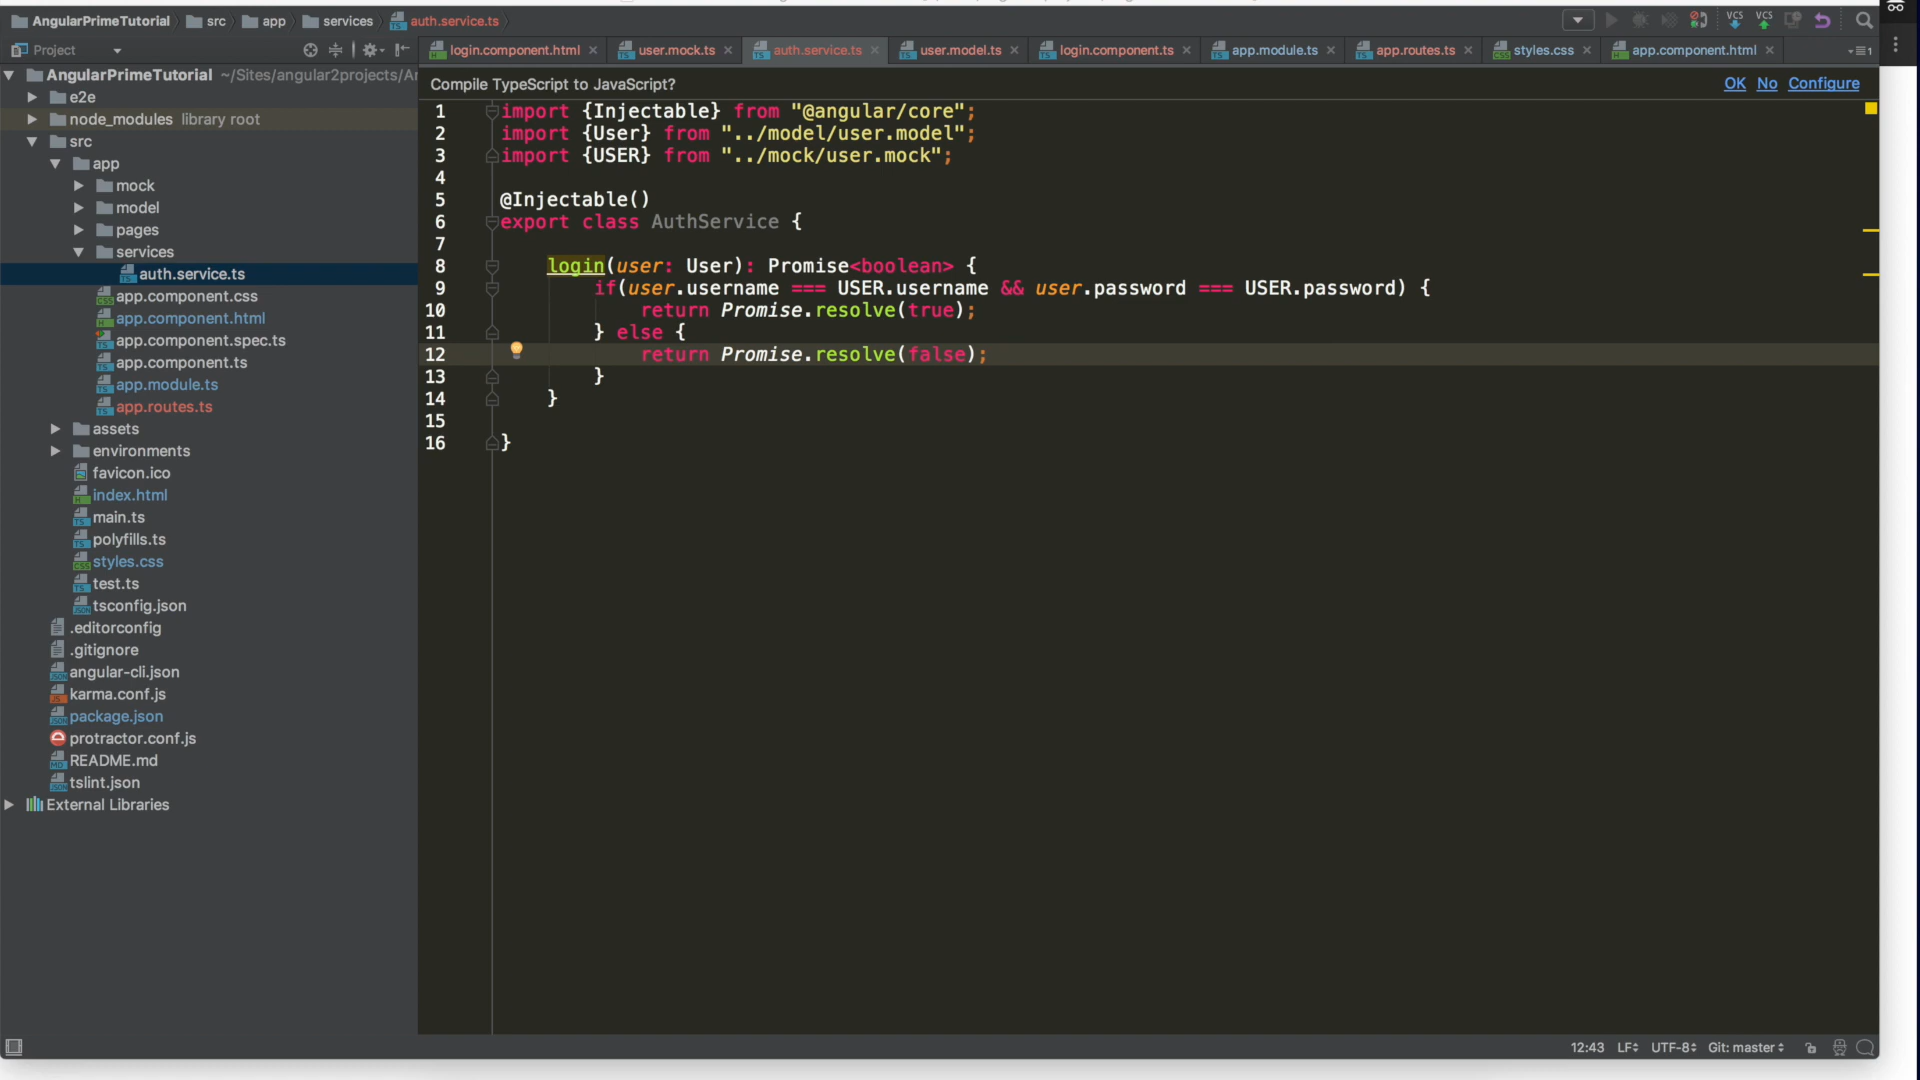 AngularPrimeTutorial src app services auth.service.ts
VCS VCS
Project
login.component.html user.mock.ts auth.service.ts user.model.ts login.component.ts app.module.ts app.routes.ts styles.css app.component.html
AngularPrimeTutorial ~/Sites/angular2projects/Ar
e2e
node_modules library root
src
app
mock
model
pages
services
auth.service.ts
app.component.css
app.component.html
app.component.spec.ts
app.component.ts
app.module.ts
app.routes.ts
assets
environments
favicon.ico
index.html
main.ts
polyfills.ts
styles.css
test.ts
tsconfig.json
.editorconfig
.gitignore
angular-cli.json
karma.conf.js
package.json
protractor.conf.js
README.md
tslint.json
External Libraries
Compile TypeScript to JavaScript? OK No Configure
1 import {Injectable} from "@angular/core";
2 import {User} from "../model/user.model";
3 import {USER} from "../mock/user.mock";
4
5 @Injectable()
6 export class AuthService {
7
8 login(user: User): Promise<boolean> {
9 if(user.username === USER.username && user.password === USER.password) {
10 return Promise.resolve(true);
11 } else {
12 return Promise.resolve(false);
13 }
14 }
15
16 }
12:43 LF UTF-8 Git: master